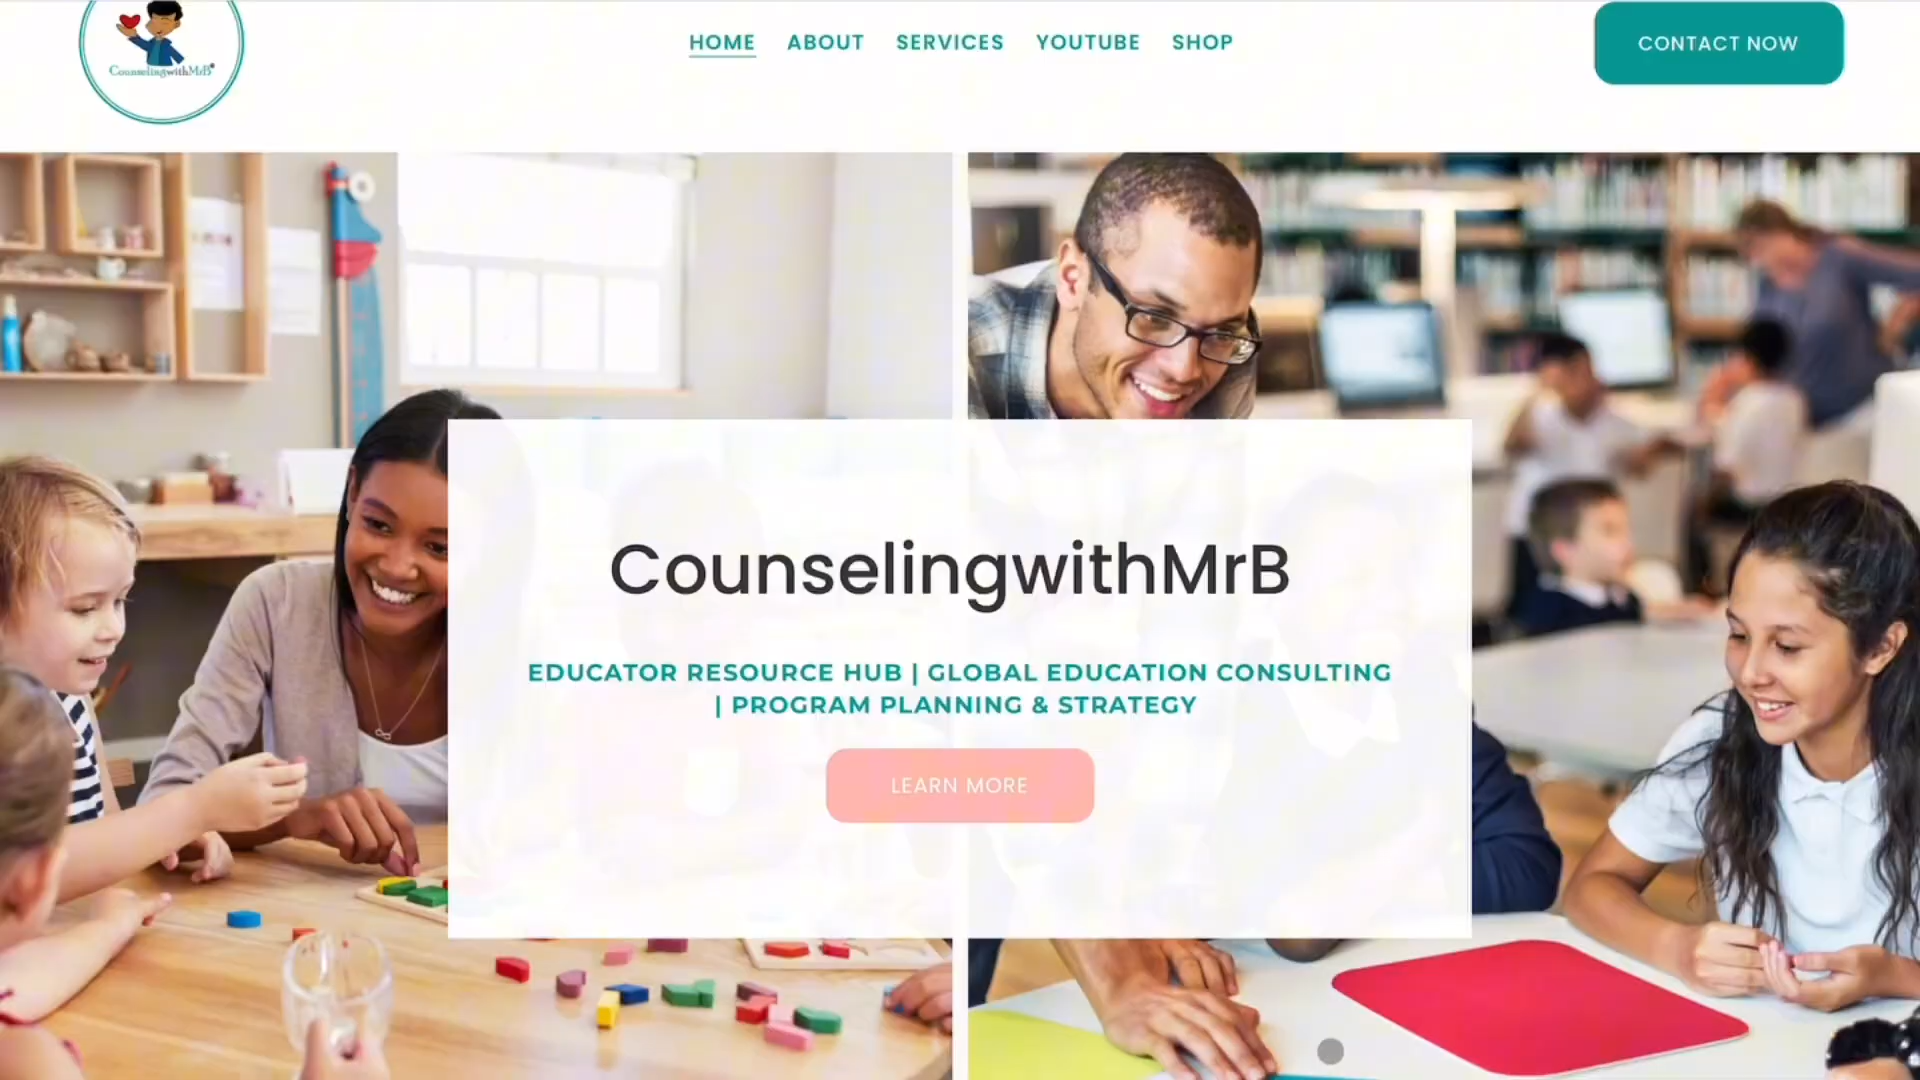 CounselingwithMrB
HOME ABOUT SERVICES YOUTUBE SHOP
CONTACT NOW
CounselingwithMrB
EDUCATOR RESOURCE HUB | GLOBAL EDUCATION CONSULTING
| PROGRAM PLANNING & STRATEGY
LEARN MORE